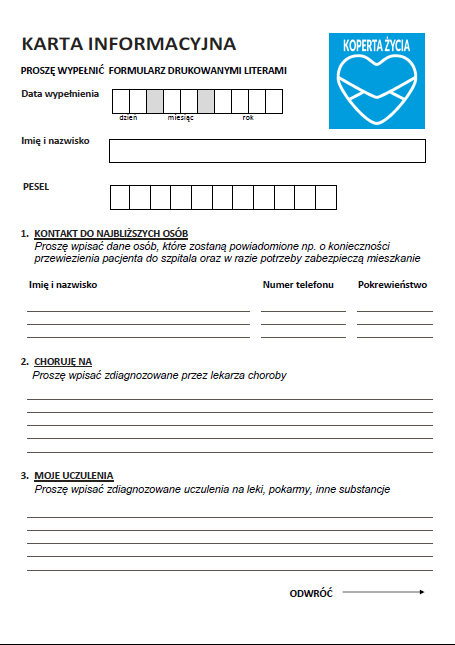 KARTA INFORMACYJNA
KOPERTA ŻYCIA
PROSZĘ WYPEŁNIĆ FORMULARZ DRUKOWANYMI LITERAMI
Data wypełnienia
dzień miesiąc rok
Imię i nazwisko
PESEL
1. KONTAKT DO NAJBLIŻSZYCH OSÓB
Proszę wpisać dane osób, które zostaną powiadomione np. o konieczności
przewiezienia pacjenta do szpitala oraz w razie potrzeby zabezpieczą mieszkanie
Imię i nazwisko Numer telefonu Pokrewieństwo
2. CHORUJĘ NA
Proszę wpisać zdiagnozowane przez lekarza choroby
3. MOJE UCZULENIA
Proszę wpisać zdiagnozowane uczulenia na leki, pokarmy, inne substancje
ODWRÓĆ